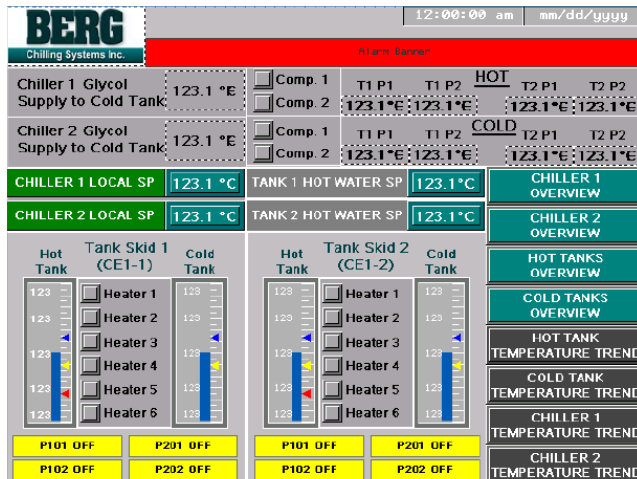 BERG
Chilling Systems Inc.
12:00:00 am mm/dd/yyyy
Alarm Banner
Chiller 1 Glycol
Supply to Cold Tank
123.1 °E
Comp. 1
Comp. 2
HOT
T1 P1 T1 P2 T2 P1 T2 P2
123.1°E 123.1°E 123.1°E 123.1°E
Chiller 2 Glycol
Supply to Cold Tank
123.1 °E
Comp. 1
Comp. 2
COLD
T1 P1 T1 P2 T2 P1 T2 P2
123.1°E 123.1°E 123.1°E 123.1°E
CHILLER 1 LOCAL SP 123.1 °C TANK 1 HOT WATER SP 123.1°C
CHILLER 2 LOCAL SP 123.1 °C TANK 2 HOT WATER SP 123.1°C
Hot
Tank
Tank Skid 1
(CE1-1)
Cold
Tank
123 Heater 1 123
123 Heater 2 123
Heater 3
123 Heater 4 123
123 Heater 5 123
123 Heater 6 123
P101 OFF P201 OFF
P102 OFF P202 OFF
Hot
Tank
Tank Skid 2
(CE1-2)
Cold
Tank
123 Heater 1 123
123 Heater 2 123
Heater 3
123 Heater 4 123
123 Heater 5 123
123 Heater 6 123
P101 OFF P201 OFF
P102 OFF P202 OFF
CHILLER 1
OVERVIEW
CHILLER 2
OVERVIEW
HOT TANKS
OVERVIEW
COLD TANKS
OVERVIEW
HOT TANK
TEMPERATURE TREND
COLD TANK
TEMPERATURE TREND
CHILLER 1
TEMPERATURE TREND
CHILLER 2
TEMPERATURE TREND